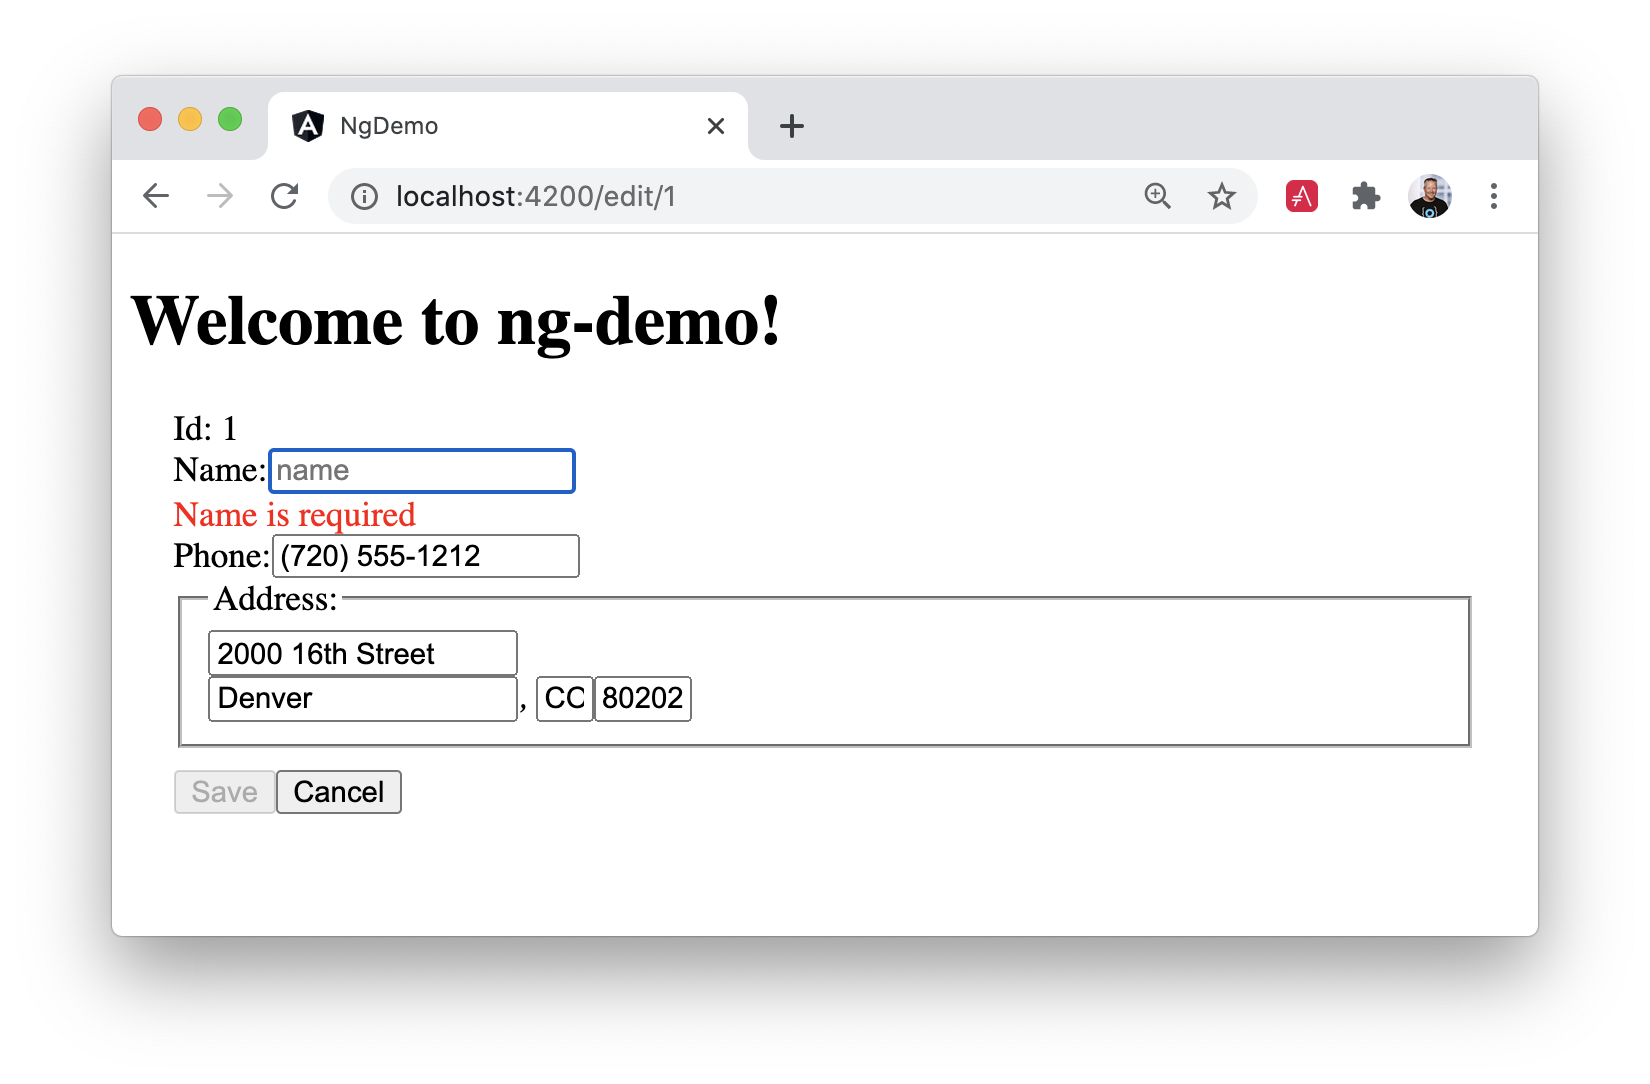 NgDemo
localhost:4200/edit/1
Welcome to ng-demo!
Id: 1
Name: name
Name is required
Phone: (720) 555-1212
Address:
2000 16th Street
Denver, CO 80202
Save Cancel